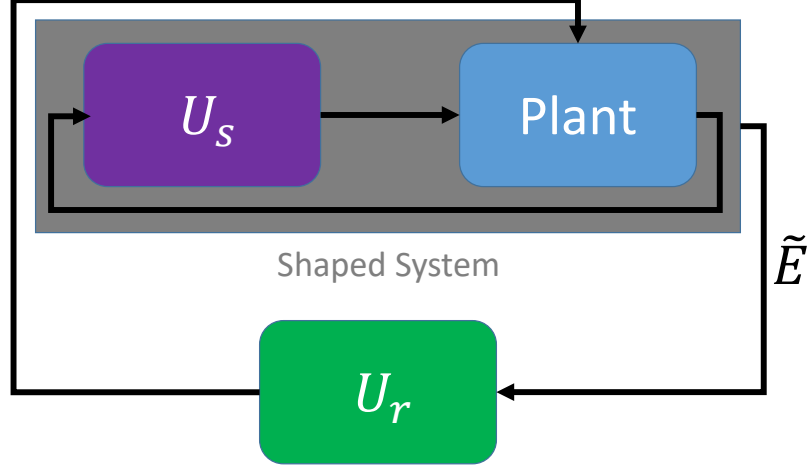 U_s
Plant
Shaped System
Ẽ
U_r